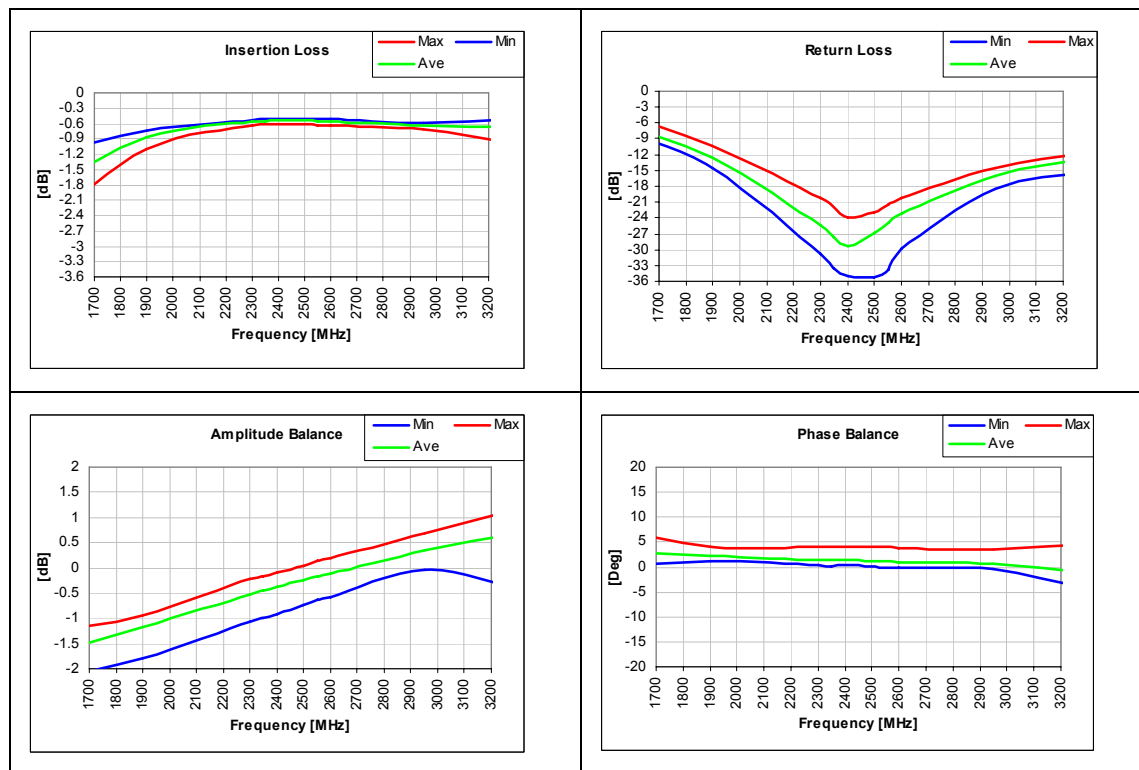 Insertion Loss
Max Min
Ave
0
-0.3
-0.6
-0.9
-1.2
-1.5
-1.8
-2.1
-2.4
-2.7
-3
-3.3
-3.6
[dB]
1700 1800 1900 2000 2100 2200 2300 2400 2500 2600 2700 2800 2900 3000 3100 3200
Frequency [MHz]
Return Loss
Min Max
Ave
0
-3
-6
-9
-12
-15
-18
-21
-24
-27
-30
-33
-36
[dB]
1700 1800 1900 2000 2100 2200 2300 2400 2500 2600 2700 2800 2900 3000 3100 3200
Frequency [MHz]
Amplitude Balance
Min Max
Ave
2
1.5
1
0.5
0
-0.5
-1
-1.5
-2
[dB]
1700 1800 1900 2000 2100 2200 2300 2400 2500 2600 2700 2800 2900 3000 3100 3200
Frequency [MHz]
Phase Balance
Min Max
Ave
20
15
10
5
0
-5
-10
-15
-20
[Deg]
1700 1800 1900 2000 2100 2200 2300 2400 2500 2600 2700 2800 2900 3000 3100 3200
Frequency [MHz]